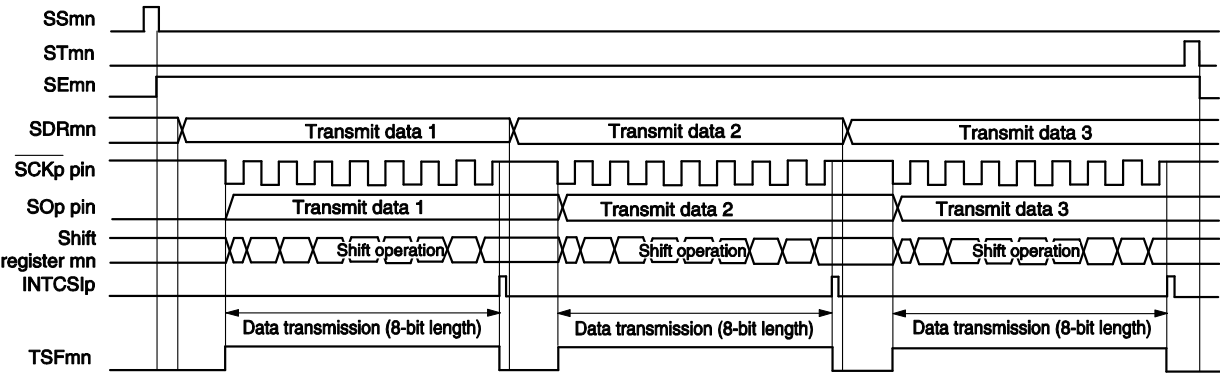 SSmn
STmn
SEmn
SDRmn Transmit data 1 Transmit data 2 Transmit data 3
SCKp pin
SOp pin Transmit data 1 Transmit data 2 Transmit data 3
Shift
register mn Shift operation Shift operation Shift operation
INTCSIp
Data transmission (8-bit length) Data transmission (8-bit length) Data transmission (8-bit length)
TSFmn